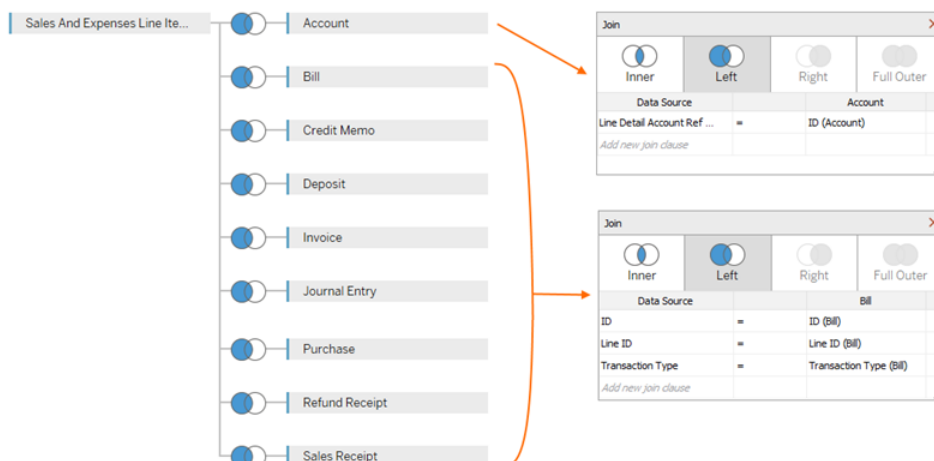 Sales And Expenses Line Ite...
Account
Bill
Credit Memo
Deposit
Invoice
Journal Entry
Purchase
Refund Receipt
Sales Receipt
Join
Inner Left Right Full Outer
Data Source Account
Line Detail Account Ref ... = ID (Account)
Add new join clause
Join
Inner Left Right Full Outer
Data Source Bill
ID = ID (Bill)
Line ID = Line ID (Bill)
Transaction Type = Transaction Type (Bill)
Add new join clause